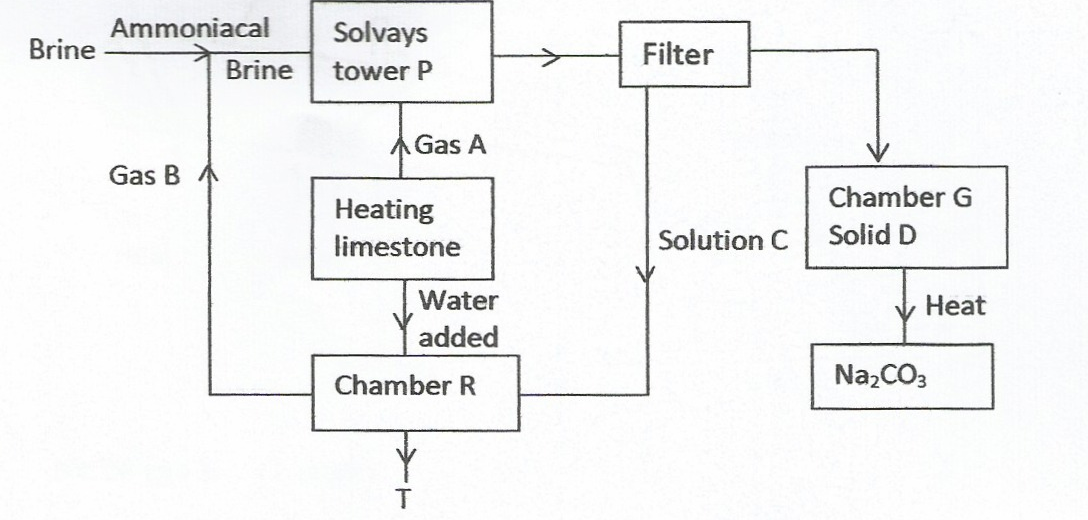 Ammoniacal
Brine
Brine
Solvays
tower P
Filter
Gas A
Gas B
Heating
limestone
Chamber G
Solid D
Solution C
Water
added
Heat
Chamber R
Na₂CO₃
T